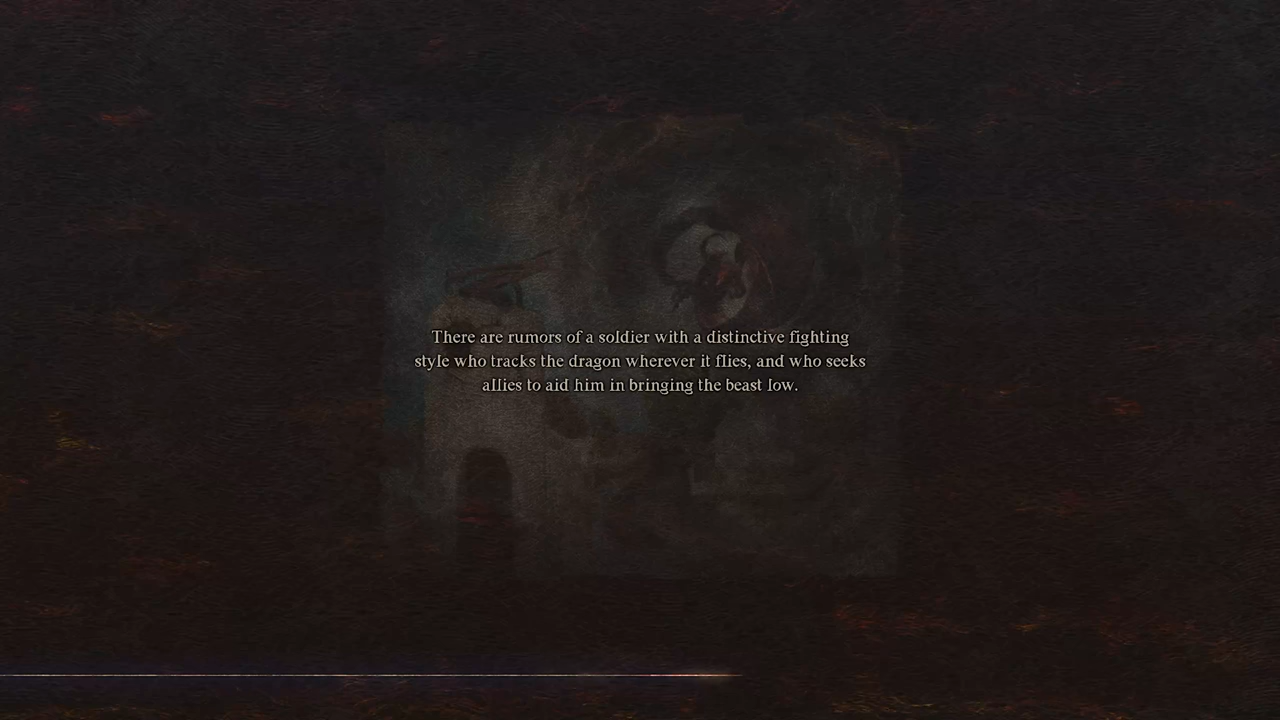 There are rumors of a soldier with a distinctive fighting
style who tracks the dragon wherever it flies, and who seeks
allies to aid him in bringing the beast low.